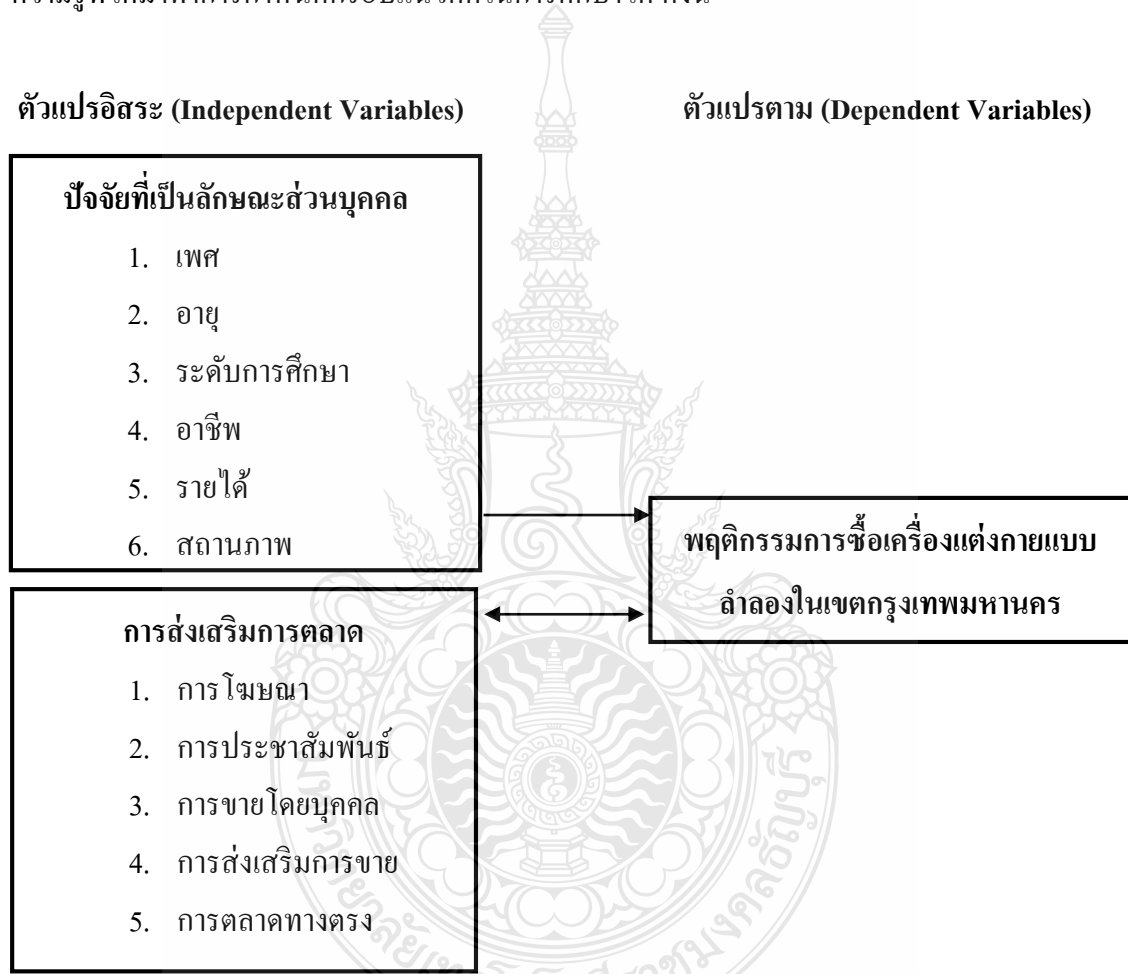 ตัวแปรอิสระ (Independent Variables)
ตัวแปรตาม (Dependent Variables)
ปัจจัยที่เป็นลักษณะส่วนบุคคล
1. เพศ
2. อายุ
3. ระดับการศึกษา
4. อาชีพ
5. รายได้
6. สถานภาพ
พฤติกรรมการซื้อเครื่องแต่งกายแบบ
ลำลองในเขตกรุงเทพมหานคร
การส่งเสริมการตลาด
1. การโฆษณา
2. การประชาสัมพันธ์
3. การขายโดยบุคคล
4. การส่งเสริมการขาย
5. การตลาดทางตรง